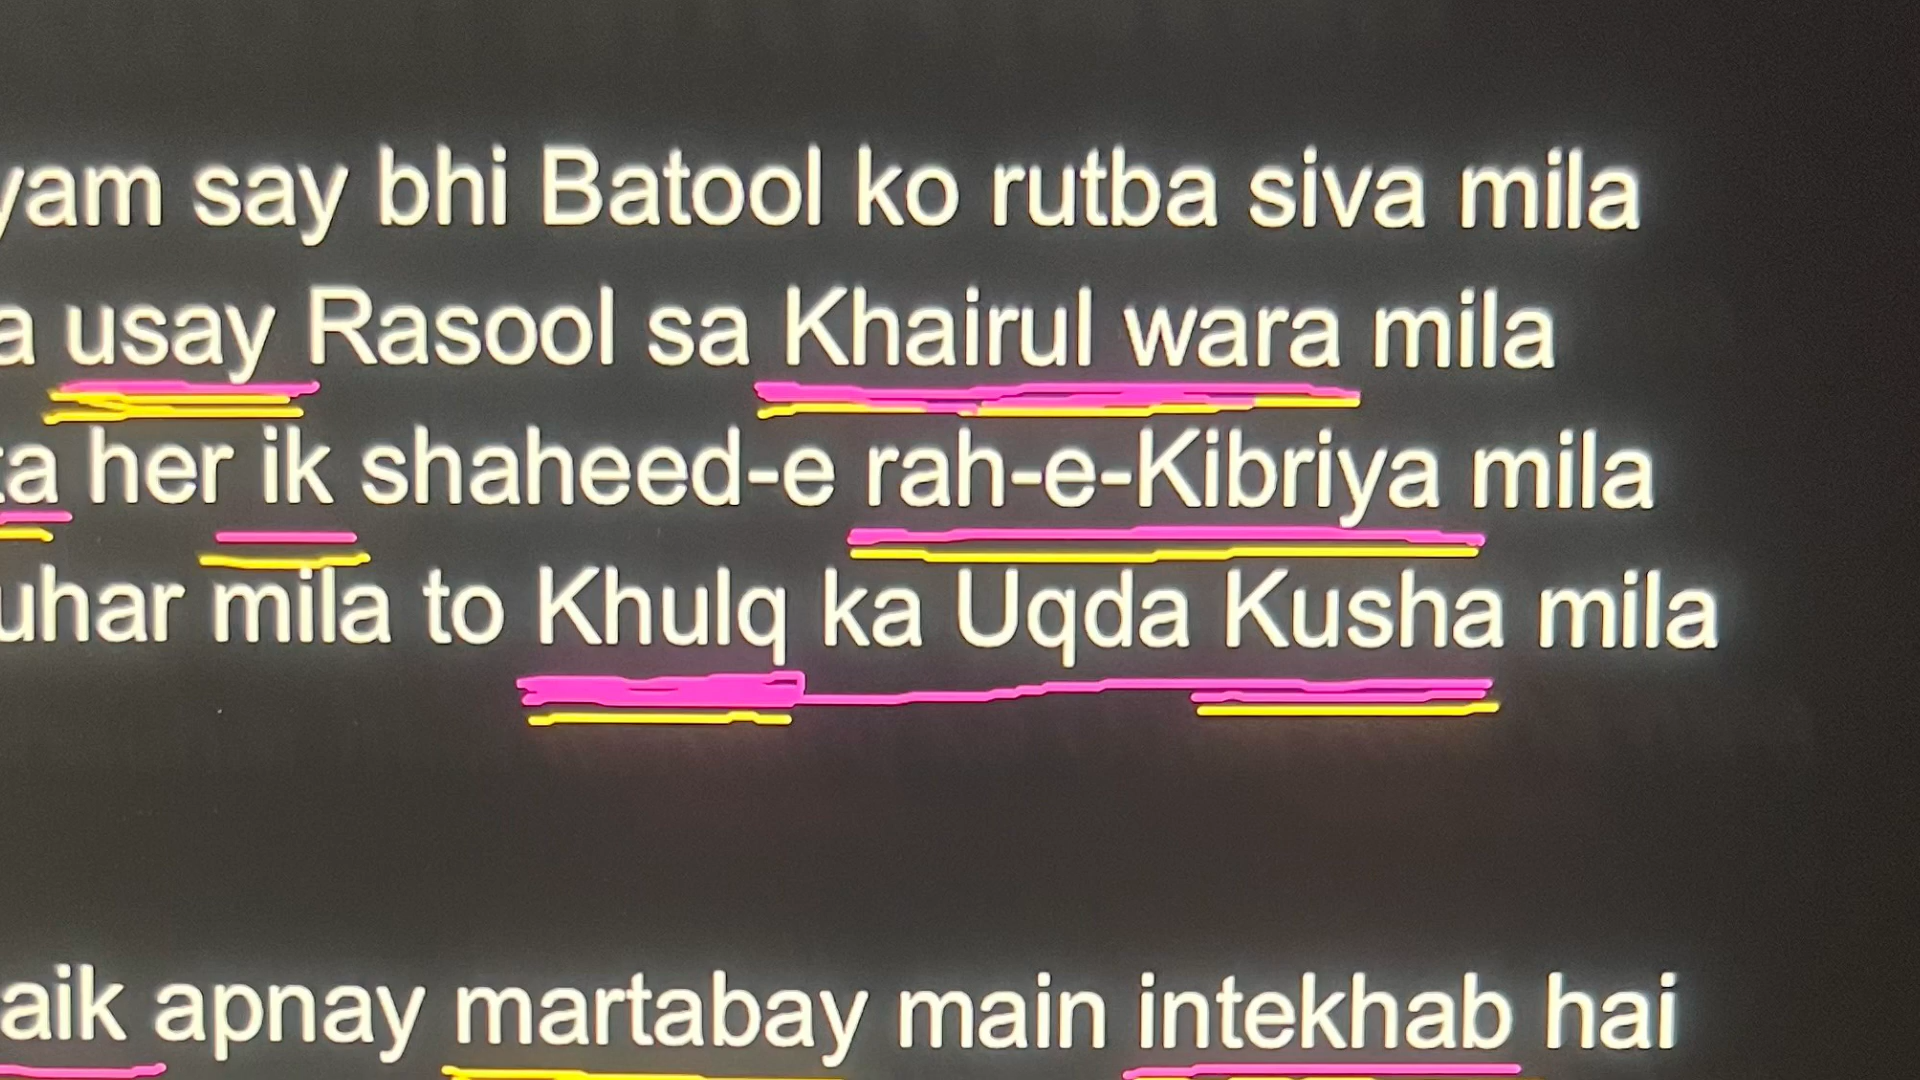 yam say bhi Batool ko rutba siva mila
a usay Rasool sa Khairul wara mila
ta her ik shaheed-e rah-e-Kibriya mila
uhar mila to Khulq ka Uqda Kusha mila
aik apnay martabay main intekhab hai